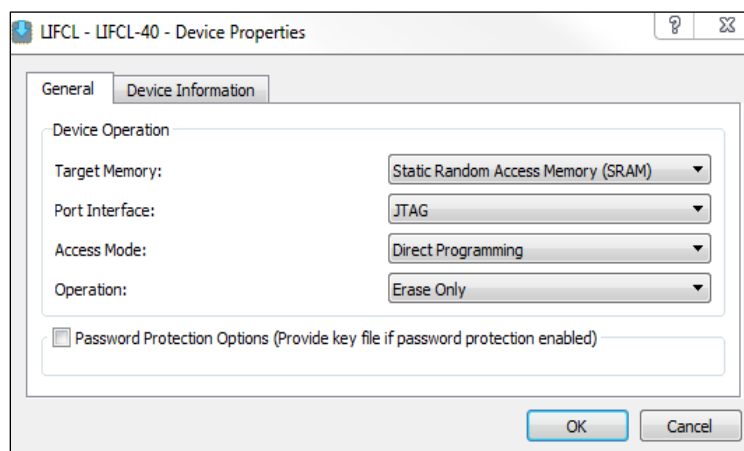 LIFCL - LIFCL-40 - Device Properties
General Device Information
Device Operation
Target Memory: Static Random Access Memory (SRAM)
Port Interface: JTAG
Access Mode: Direct Programming
Operation: Erase Only
Password Protection Options (Provide key file if password protection enabled)
OK Cancel